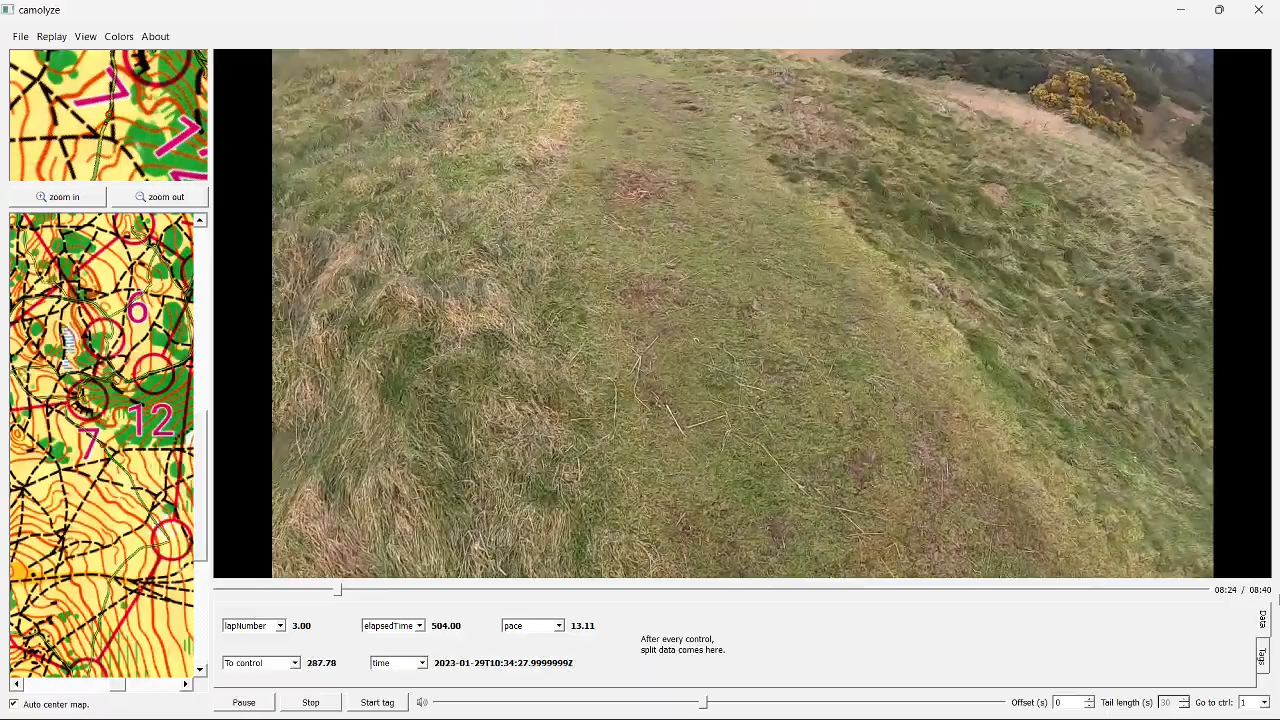 camolyze
File Replay View Colors About
7
zoom in zoom out
6
12
7
08:24 / 08:40
lapNumber 3.00 elapsedTime 504.00 pace 13.11
After every control,
split data comes here.
To control 287.78 time 2023-01-29T10:34:27.9999999Z
Data
Tags
Auto center map.
Pause Stop Start tag Offset (s) 0 Tail length (s) 30 Go to ctrl: 1